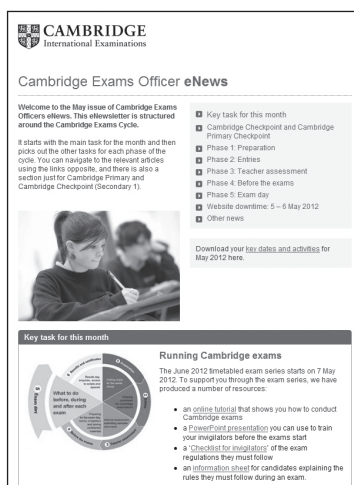 CAMBRIDGE
International Examinations
Cambridge Exams Officer eNews
Welcome to the May issue of Cambridge Exams
Officers eNews. This eNewsletter is structured
around the Cambridge Exams Cycle.
It starts with the main task for the month and then
picks out the other tasks for each phase of the
cycle. You can navigate to the relevant articles
using the links opposite, and there is also a
section just for Cambridge Primary and
Cambridge Checkpoint (Secondary 1).
Key task for this month
Cambridge Checkpoint and Cambridge
Primary Checkpoint
Phase 1: Preparation
Phase 2: Entries
Phase 3: Teacher assessment
Phase 4: Before the exams
Phase 5: Exam day
Website downtime: 5 – 6 May 2012
Other news
Download your key dates and activities for
May 2012 here.
Key task for this month
What to do
before, during
and after each
exam
Running Cambridge exams
The June 2012 timetabled exam series starts on 7 May
2012. To support you through the exam series, we have
produced a number of resources:
• an online tutorial that shows you how to conduct
Cambridge exams
• a PowerPoint presentation you can use to train
your invigilators before the exams start
• a 'Checklist for invigilators' of the exam
regulations they must follow
• an information sheet for candidates explaining the
rules they must follow during an exam.